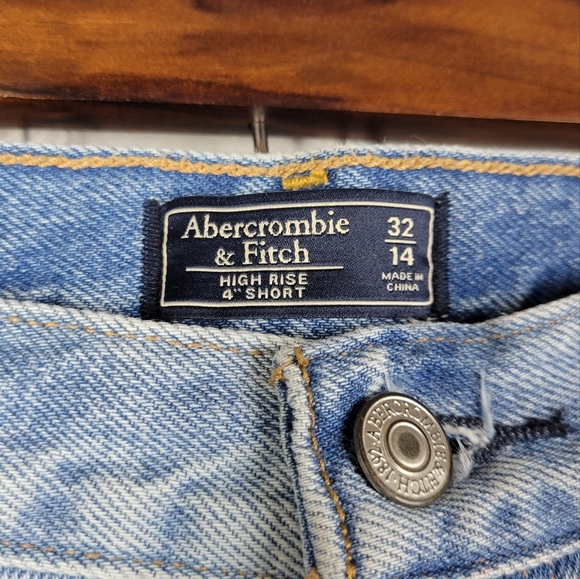 Abercrombie
& Fitch
HIGH RISE
4" SHORT
32
14
MADE IN
CHINA
ABERCROMBIE & FITCH · 1892 ·